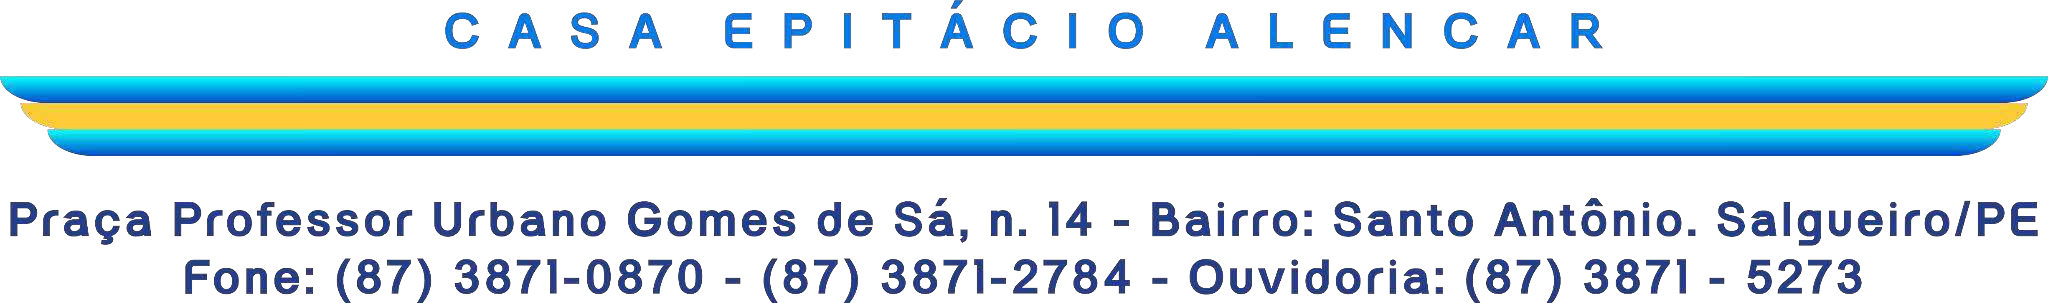 CASA EPITÁCIO ALENCAR
Praça Professor Urbano Gomes de Sá, n. 14 - Bairro: Santo Antônio. Salgueiro/PE
Fone: (87) 3871-0870 - (87) 3871-2784 - Ouvidoria: (87) 3871 - 5273